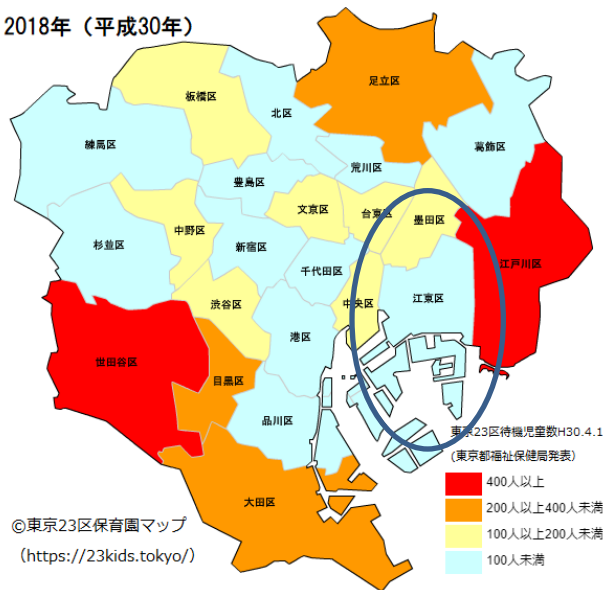 2018年（平成30年）
足立区
板橋区
北区
葛飾区
練馬区
荒川区
豊島区
文京区
台東区
墨田区
中野区
杉並区
新宿区
江戸川区
千代田区
江東区
渋谷区
中央区
港区
世田谷区
目黒区
品川区
大田区
東京23区待機児童数H30.4.1
(東京都福祉保健局発表)
400人以上
200人以上400人未満
100人以上200人未満
100人未満
©東京23区保育園マップ
（https://23kids.tokyo/）